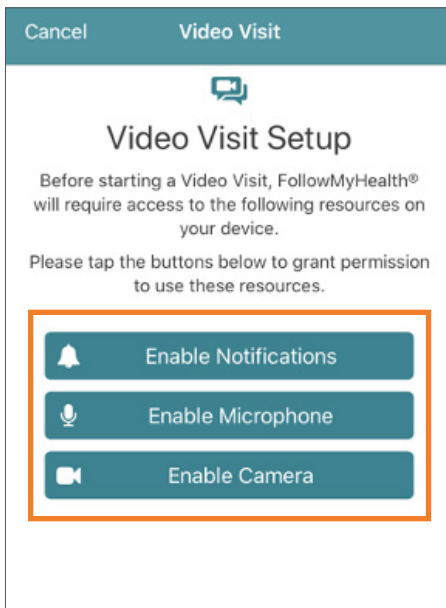 Cancel Video Visit
Video Visit Setup
Before starting a Video Visit, FollowMyHealth®
will require access to the following resources on
your device.
Please tap the buttons below to grant permission
to use these resources.
Enable Notifications
Enable Microphone
Enable Camera